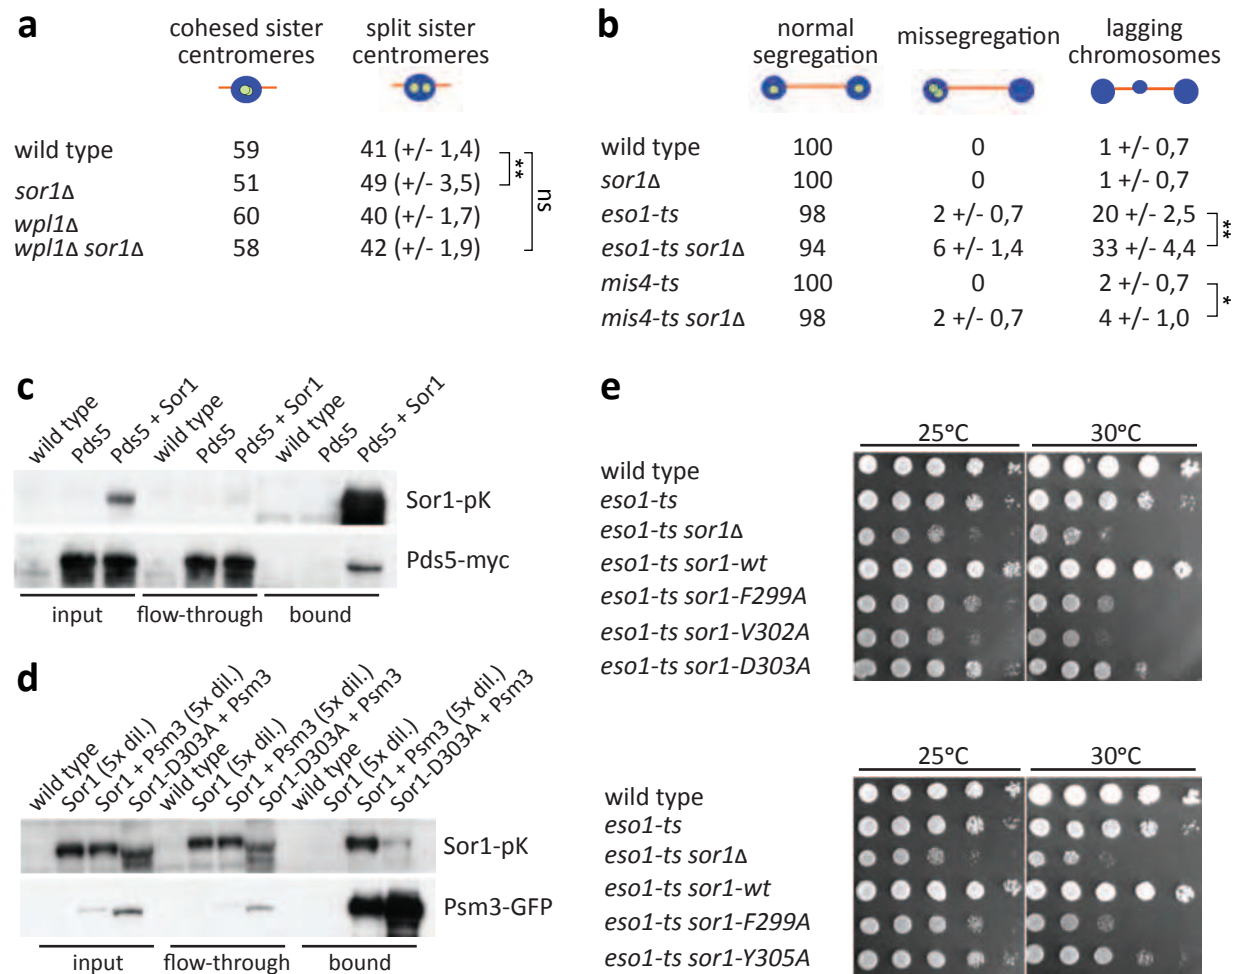 a
cohesed sister
centromeres
split sister
centromeres
wild type 59 41 (+/- 1,4)
sor1Δ 51 49 (+/- 3,5)
wpl1Δ 60 40 (+/- 1,7)
wpl1Δ sor1Δ 58 42 (+/- 1,9)
**
ns
b
normal
segregation
missegregation
lagging
chromosomes
wild type 100 0 1 +/- 0,7
sor1Δ 100 0 1 +/- 0,7
eso1-ts 98 2 +/- 0,7 20 +/- 2,5
eso1-ts sor1Δ 94 6 +/- 1,4 33 +/- 4,4
mis4-ts 100 0 2 +/- 0,7
mis4-ts sor1Δ 98 2 +/- 0,7 4 +/- 1,0
**
*
c
wild type
Pds5
Pds5 + Sor1
wild type
Pds5
Pds5 + Sor1
wild type
Pds5
Pds5 + Sor1
Sor1-pK
Pds5-myc
input flow-through bound
d
wild type
Sor1 (5x dil.)
Sor1 + Psm3 (5x dil.)
Sor1-D303A + Psm3
wild type
Sor1 (5x dil.)
Sor1 + Psm3 (5x dil.)
Sor1-D303A + Psm3
wild type
Sor1 (5x dil.)
Sor1 + Psm3 (5x dil.)
Sor1-D303A + Psm3
Sor1-pK
Psm3-GFP
input flow-through bound
e
25°C 30°C
wild type
eso1-ts
eso1-ts sor1Δ
eso1-ts sor1-wt
eso1-ts sor1-F299A
eso1-ts sor1-V302A
eso1-ts sor1-D303A
25°C 30°C
wild type
eso1-ts
eso1-ts sor1Δ
eso1-ts sor1-wt
eso1-ts sor1-F299A
eso1-ts sor1-Y305A